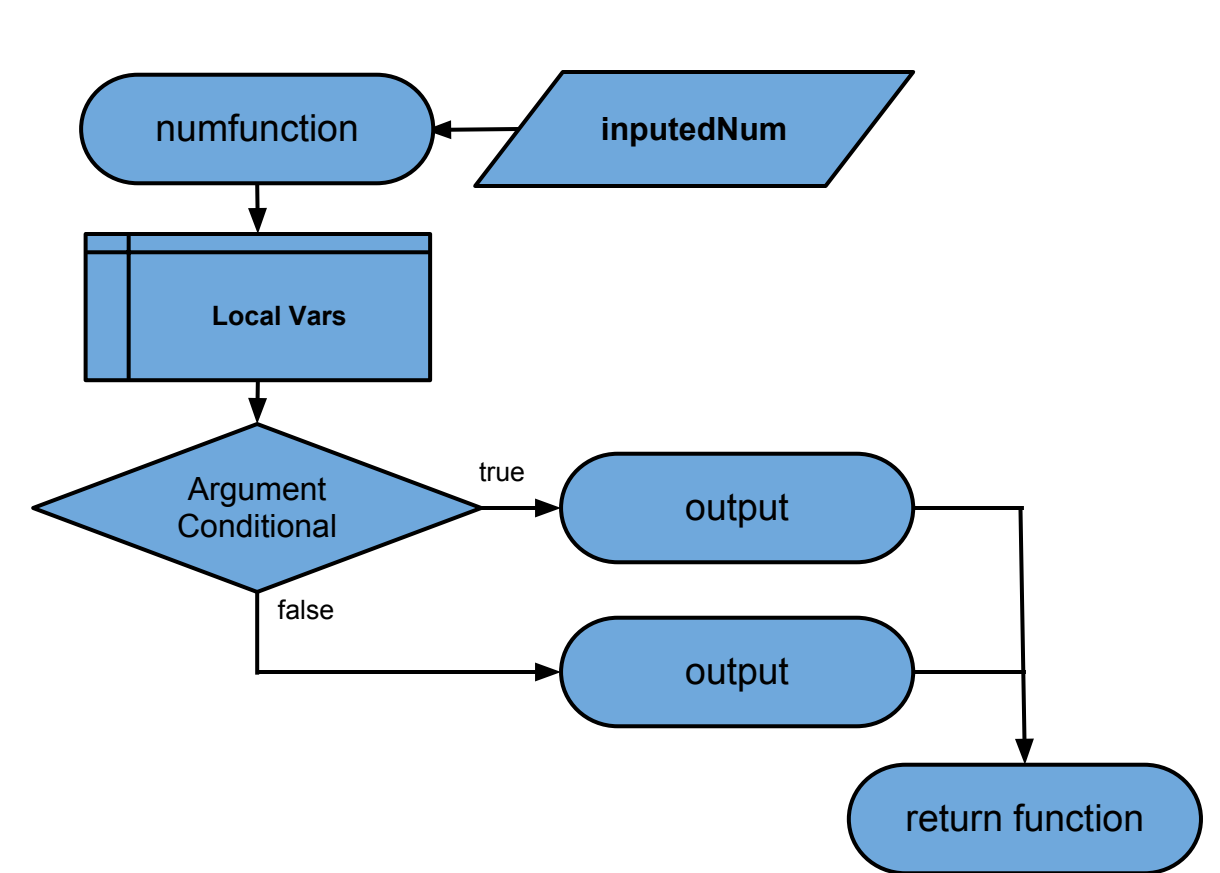 numfunction
inputedNum
Local Vars
Argument
Conditional
true
output
false
output
return function